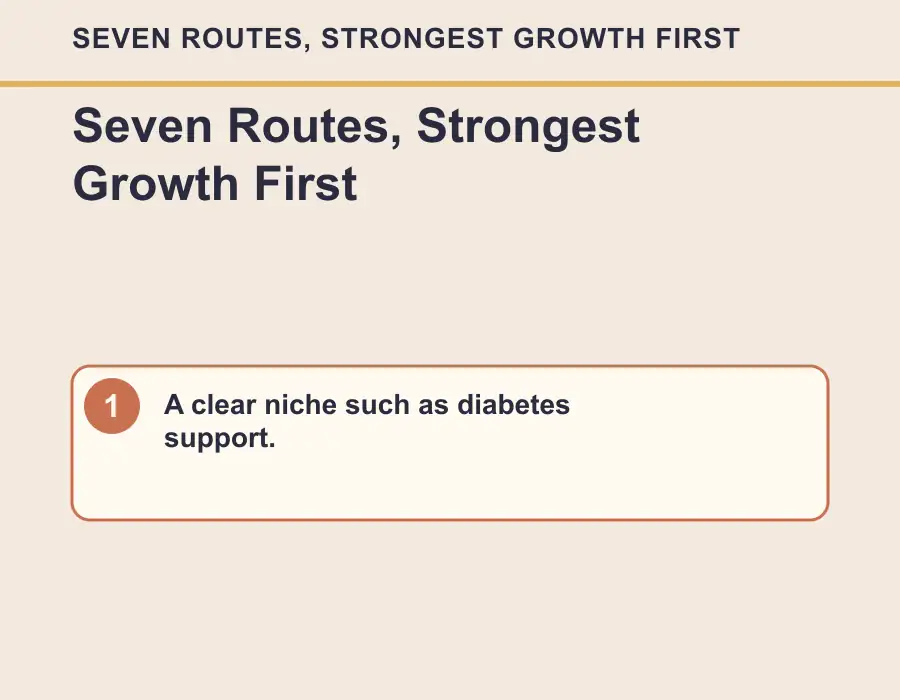 SEVEN ROUTES, STRONGEST GROWTH FIRST
Seven Routes, Strongest
Growth First
1
A clear niche such as diabetes
support.